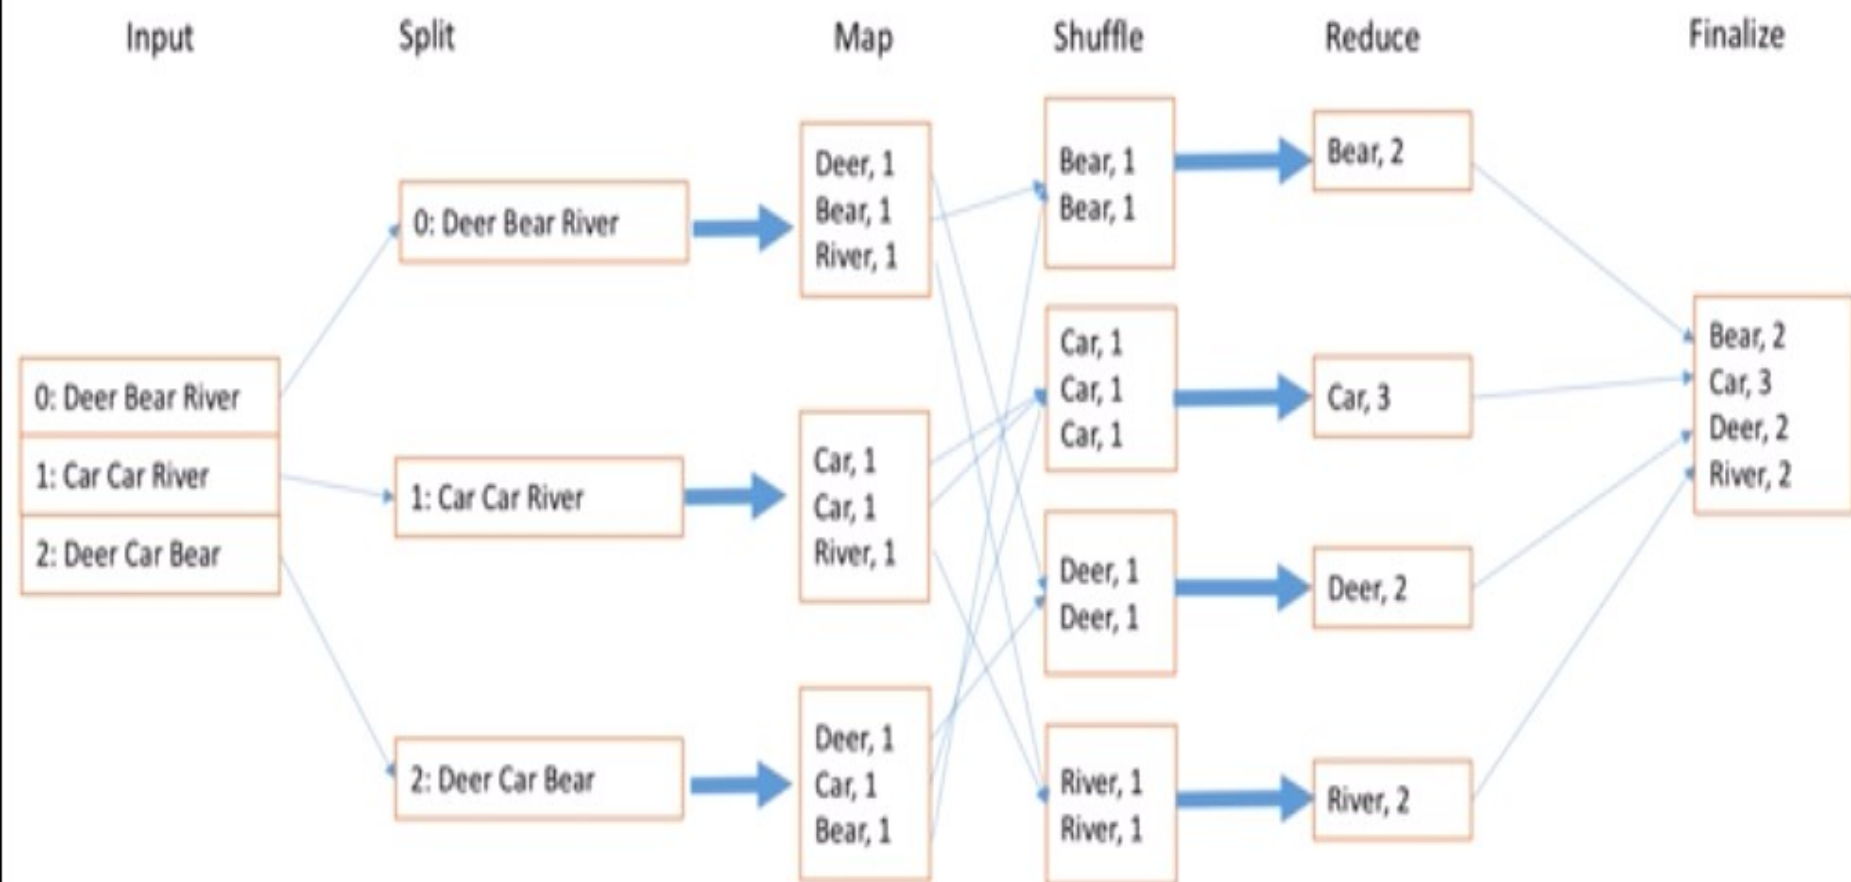 Input
Split
Map
Shuffle
Reduce
Finalize
0: Deer Bear River
1: Car Car River
2: Deer Car Bear
0: Deer Bear River
1: Car Car River
2: Deer Car Bear
Deer, 1
Bear, 1
River, 1
Car, 1
Car, 1
River, 1
Deer, 1
Car, 1
Bear, 1
Bear, 1
Bear, 1
Car, 1
Car, 1
Car, 1
Deer, 1
Deer, 1
River, 1
River, 1
Bear, 2
Car, 3
Deer, 2
River, 2
Bear, 2
Car, 3
Deer, 2
River, 2